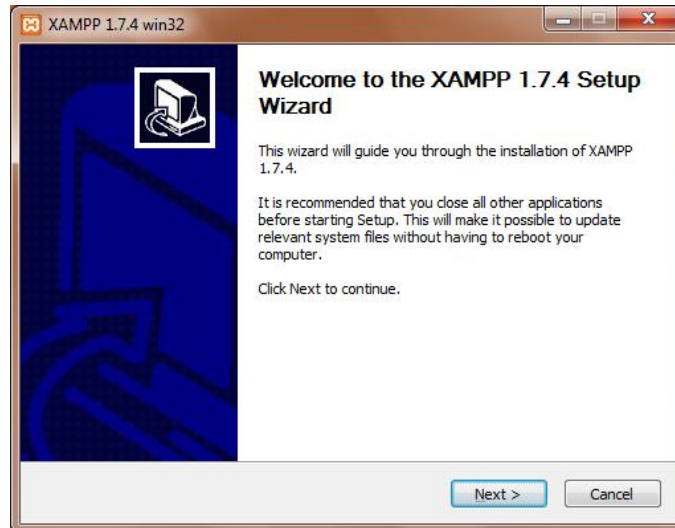 XAMPP 1.7.4 win32
Welcome to the XAMPP 1.7.4 Setup
Wizard
This wizard will guide you through the installation of XAMPP
1.7.4.
It is recommended that you close all other applications
before starting Setup. This will make it possible to update
relevant system files without having to reboot your
computer.
Click Next to continue.
Next >
Cancel